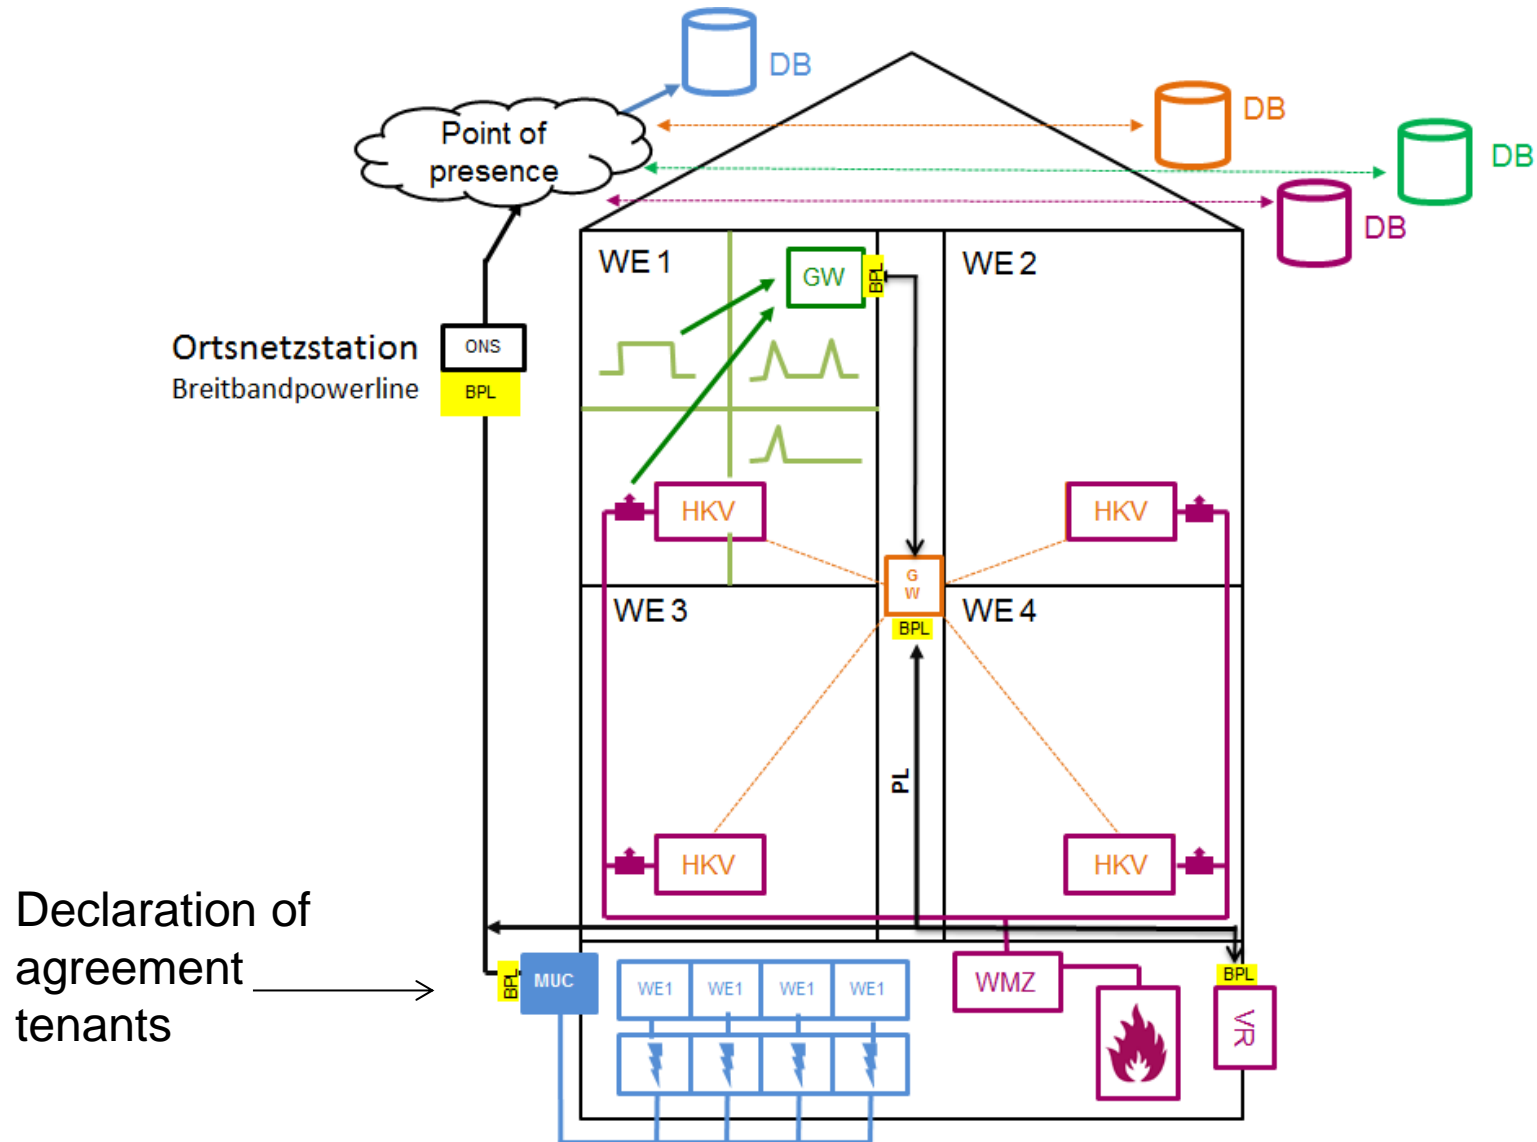 DB
DB
DB
DB
Point of
presence
WE 1
GW
BPL
WE 2
Ortsnetzstation
Breitbandpowerline
ONS
BPL
HKV
HKV
G
W
BPL
WE 3
WE 4
PL
HKV
HKV
Declaration of
agreement
tenants
BPL
MUC
WE1
WE1
WE1
WE1
WMZ
BPL
VR